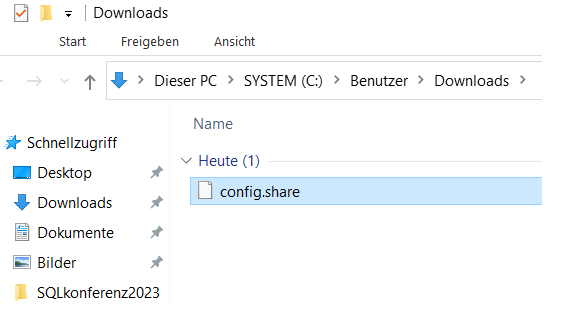 Downloads
Start Freigeben Ansicht
Dieser PC > SYSTEM (C:) > Benutzer > Downloads >
Name
Schnellzugriff
Heute (1)
Desktop
config.share
Downloads
Dokumente
Bilder
SQLkonferenz2023